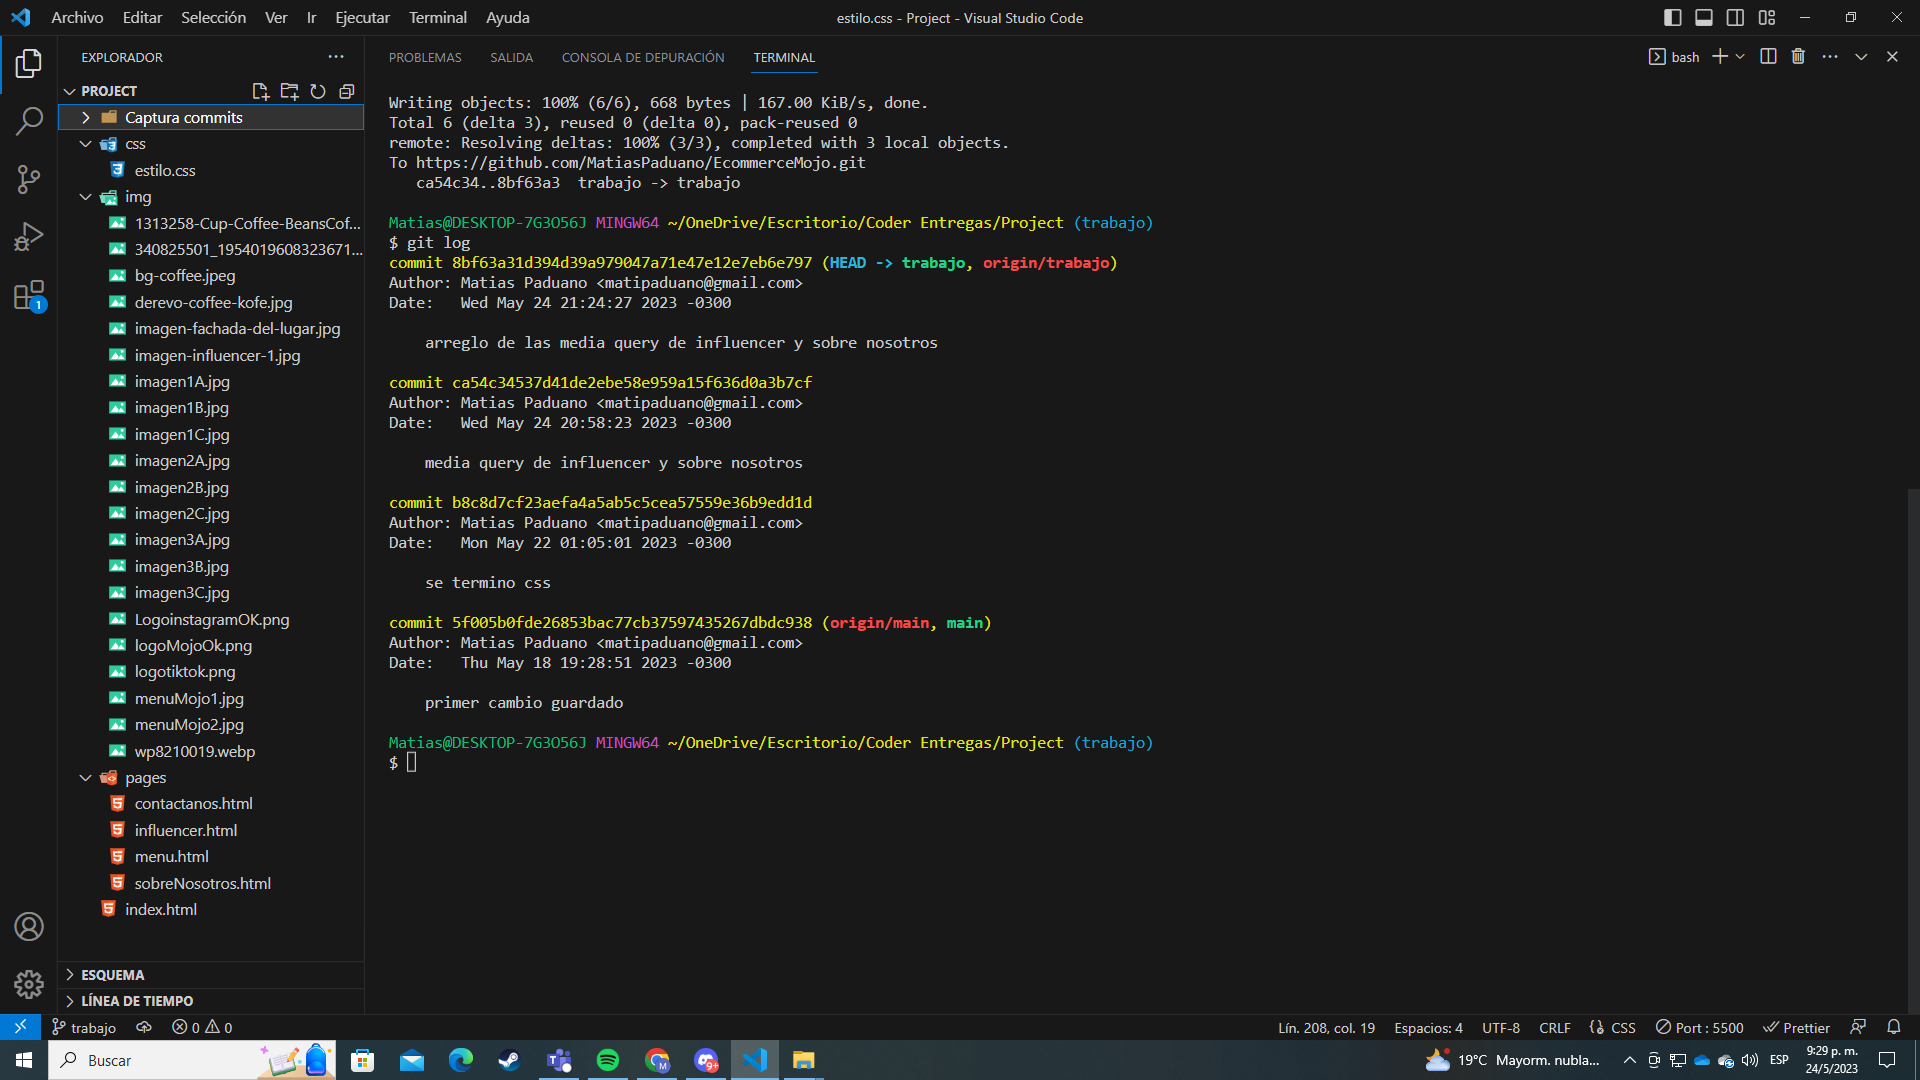 Archivo Editar Selección Ver Ir Ejecutar Terminal Ayuda
estilo.css - Project - Visual Studio Code
EXPLORADOR
PROJECT
Captura commits
css
estilo.css
img
1313258-Cup-Coffee-BeansCof...
340825501_1954019608323671...
bg-coffee.jpeg
derevo-coffee-kofe.jpg
imagen-fachada-del-lugar.jpg
imagen-influencer-1.jpg
imagen1A.jpg
imagen1B.jpg
imagen1C.jpg
imagen2A.jpg
imagen2B.jpg
imagen2C.jpg
imagen3A.jpg
imagen3B.jpg
imagen3C.jpg
LogoinstagramOK.png
logoMojoOk.png
logotiktok.png
menuMojo1.jpg
menuMojo2.jpg
wp8210019.webp
pages
contactanos.html
influencer.html
menu.html
sobreNosotros.html
index.html
ESQUEMA
LÍNEA DE TIEMPO
1
PROBLEMAS SALIDA CONSOLA DE DEPURACIÓN TERMINAL
bash
Writing objects: 100% (6/6), 668 bytes | 167.00 KiB/s, done.
Total 6 (delta 3), reused 0 (delta 0), pack-reused 0
remote: Resolving deltas: 100% (3/3), completed with 3 local objects.
To https://github.com/MatiasPaduano/EcommerceMojo.git
ca54c34..8bf63a3  trabajo -> trabajo
Matias@DESKTOP-7G3O56J MINGW64 ~/OneDrive/Escritorio/Coder Entregas/Project (trabajo)
$ git log
commit 8bf63a31d394d39a979047a71e47e12e7eb6e797 (HEAD -> trabajo, origin/trabajo)
Author: Matias Paduano <matipaduano@gmail.com>
Date:   Wed May 24 21:24:27 2023 -0300
arreglo de las media query de influencer y sobre nosotros
commit ca54c34537d41de2ebe58e959a15f636d0a3b7cf
Author: Matias Paduano <matipaduano@gmail.com>
Date:   Wed May 24 20:58:23 2023 -0300
media query de influencer y sobre nosotros
commit b8c8d7cf23aefa4a5ab5c5cea57559e36b9edd1d
Author: Matias Paduano <matipaduano@gmail.com>
Date:   Mon May 22 01:05:01 2023 -0300
se termino css
commit 5f005b0fde26853bac77cb37597435267dbdc938 (origin/main, main)
Author: Matias Paduano <matipaduano@gmail.com>
Date:   Thu May 18 19:28:51 2023 -0300
primer cambio guardado
Matias@DESKTOP-7G3O56J MINGW64 ~/OneDrive/Escritorio/Coder Entregas/Project (trabajo)
$
trabajo 0 0 Lín. 208, col. 19 Espacios: 4 UTF-8 CRLF CSS Port : 5500 Prettier
Buscar
9+
19°C Mayorm. nubla...
ESP
9:29 p. m.
24/5/2023